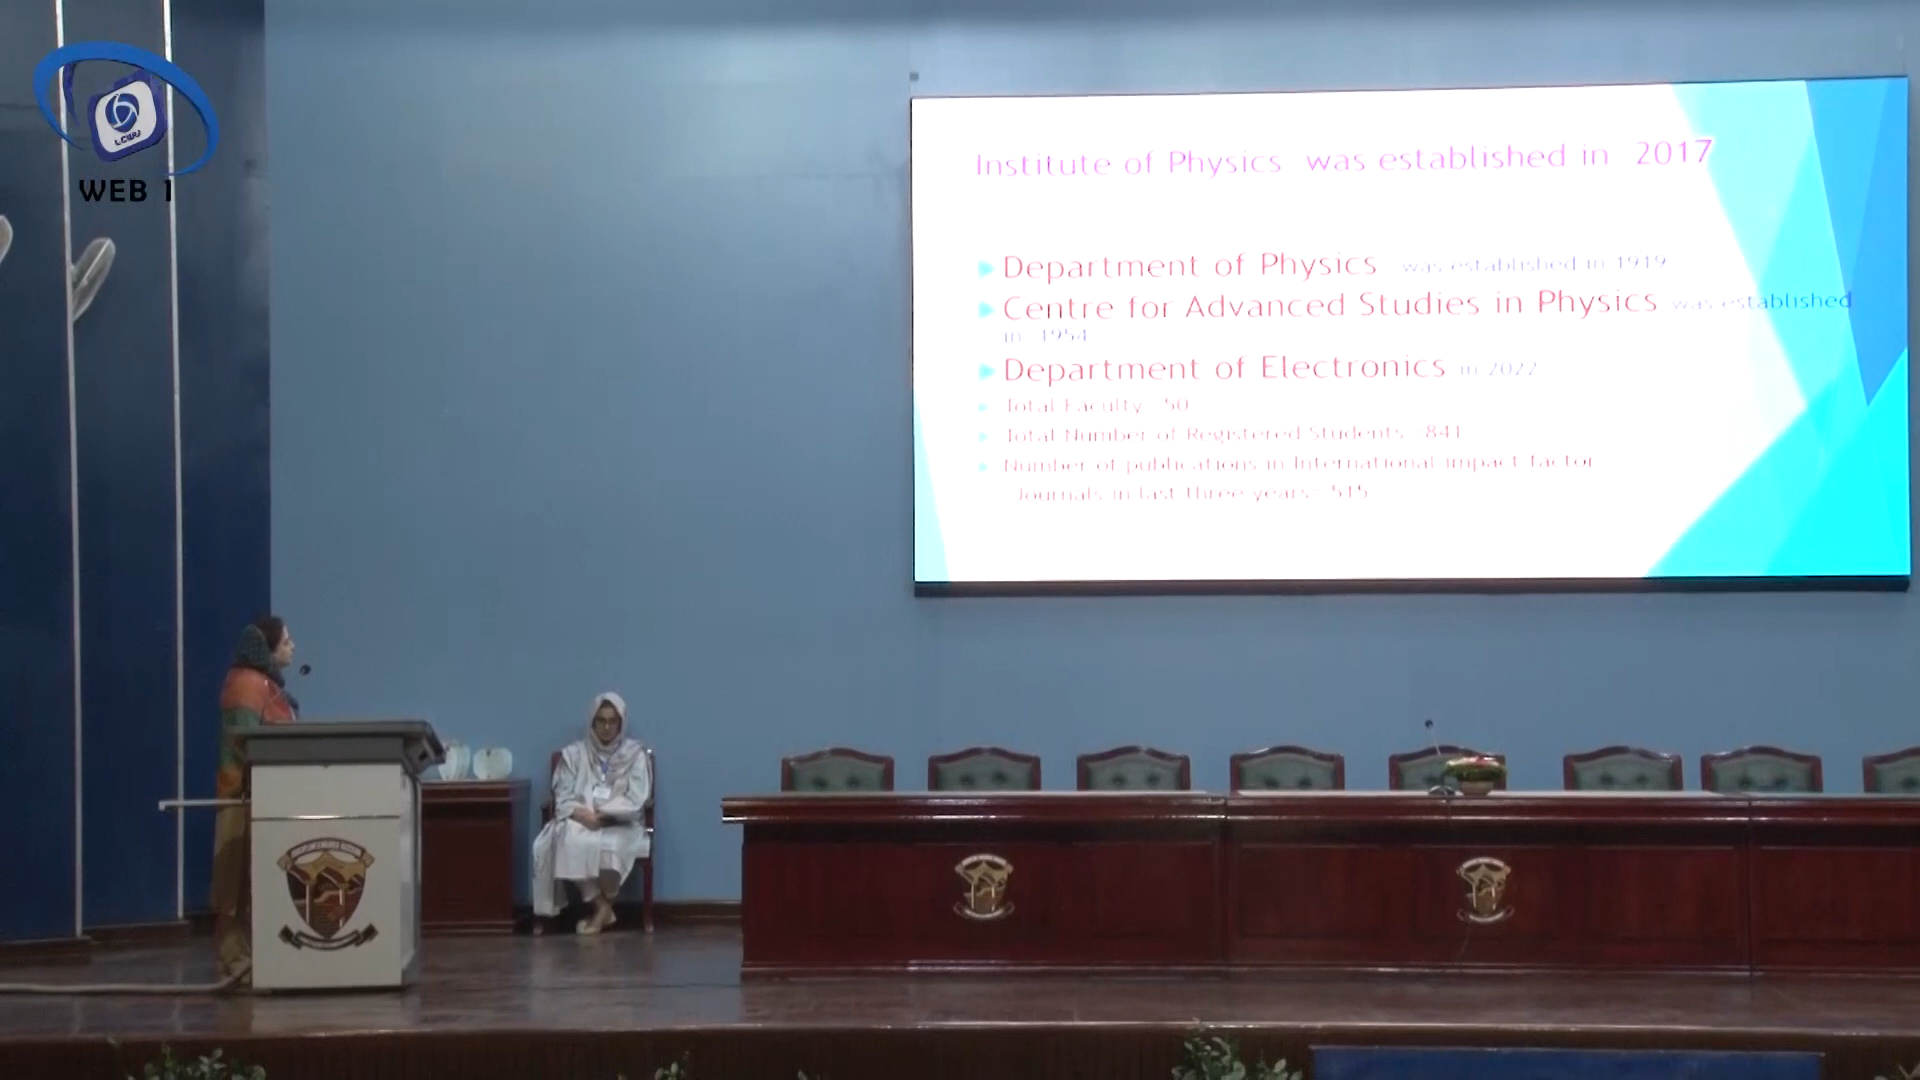 LCWU
WEB 1
Institute of Physics was established in 2017
Department of Physics was established in 1919
Centre for Advanced Studies in Physics was established
in 1954
Department of Electronics in 2022
Total Faculty 50
Total Number of Registered Students 841
Number of publications in International impact factor
Journals in last three years- 515